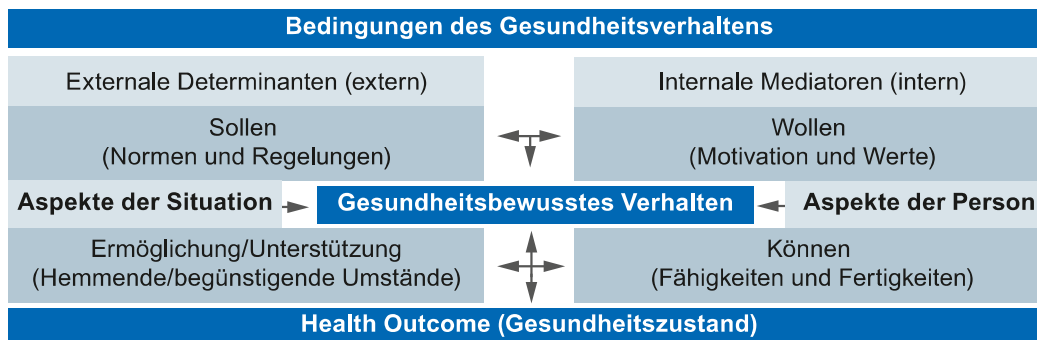 Bedingungen des Gesundheitsverhaltens
Externale Determinanten (extern)
Internale Mediatoren (intern)
Sollen
(Normen und Regelungen)
Wollen
(Motivation und Werte)
Aspekte der Situation
Gesundheitsbewusstes Verhalten
Aspekte der Person
Ermöglichung/Unterstützung
(Hemmende/begünstigende Umstände)
Können
(Fähigkeiten und Fertigkeiten)
Health Outcome (Gesundheitszustand)